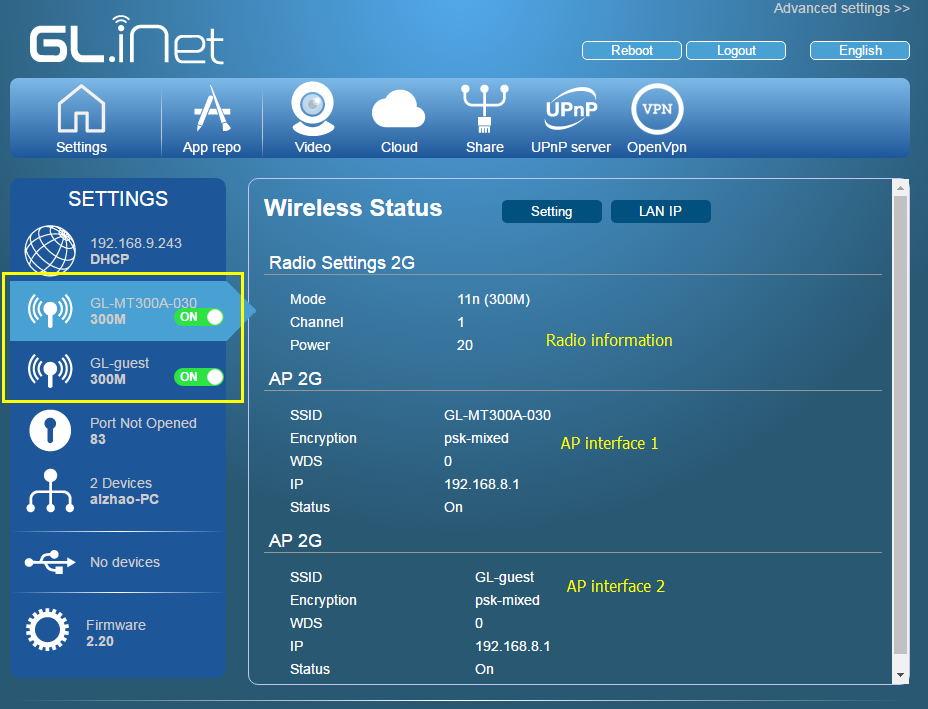 Advanced settings >>
GL.iNet
Reboot Logout English
Settings App repo Video Cloud Share UPnP UPnP server VPN OpenVpn
SETTINGS
192.168.9.243
DHCP
GL-MT300A-030
300M ON
GL-guest
300M ON
Port Not Opened
83
2 Devices
alzhao-PC
No devices
Firmware
2.20
Wireless Status Setting LAN IP
Radio Settings 2G
Mode 11n (300M)
Channel 1
Power 20
Radio information
AP 2G
SSID GL-MT300A-030
Encryption psk-mixed
AP interface 1
WDS 0
IP 192.168.8.1
Status On
AP 2G
SSID GL-guest
AP interface 2
Encryption psk-mixed
WDS 0
IP 192.168.8.1
Status On